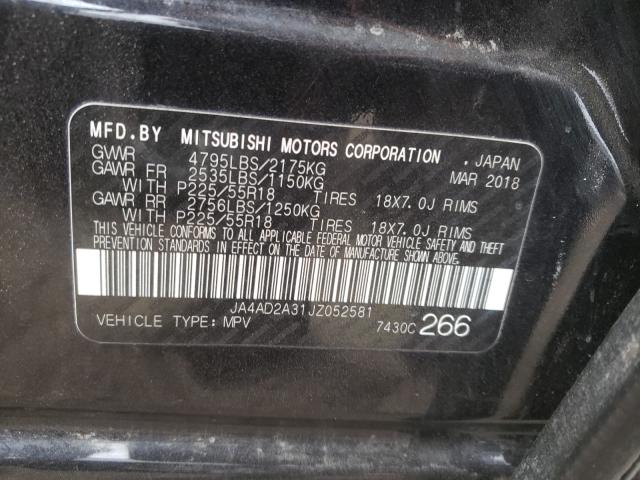 MFD.BY MITSUBISHI MOTORS CORPORATION . JAPAN
GVWR 4795LBS/2175KG MAR 2018
GAWR FR 2535LBS/1150KG
WITH P225/55R18 TIRES 18X7.0J RIMS
GAWR RR 2756LBS/1250KG
WITH P225/55R18 TIRES 18X7.0J RIMS
THIS VEHICLE CONFORMS TO ALL APPLICABLE FEDERAL MOTOR VEHICLE SAFETY AND THEFT
PREVENTION STANDARDS IN EFFECT ON THE DATE OF MANUFACTURE SHOWN ABOVE.
JA4AD2A31JZ052581
VEHICLE TYPE: MPV 7430C 266